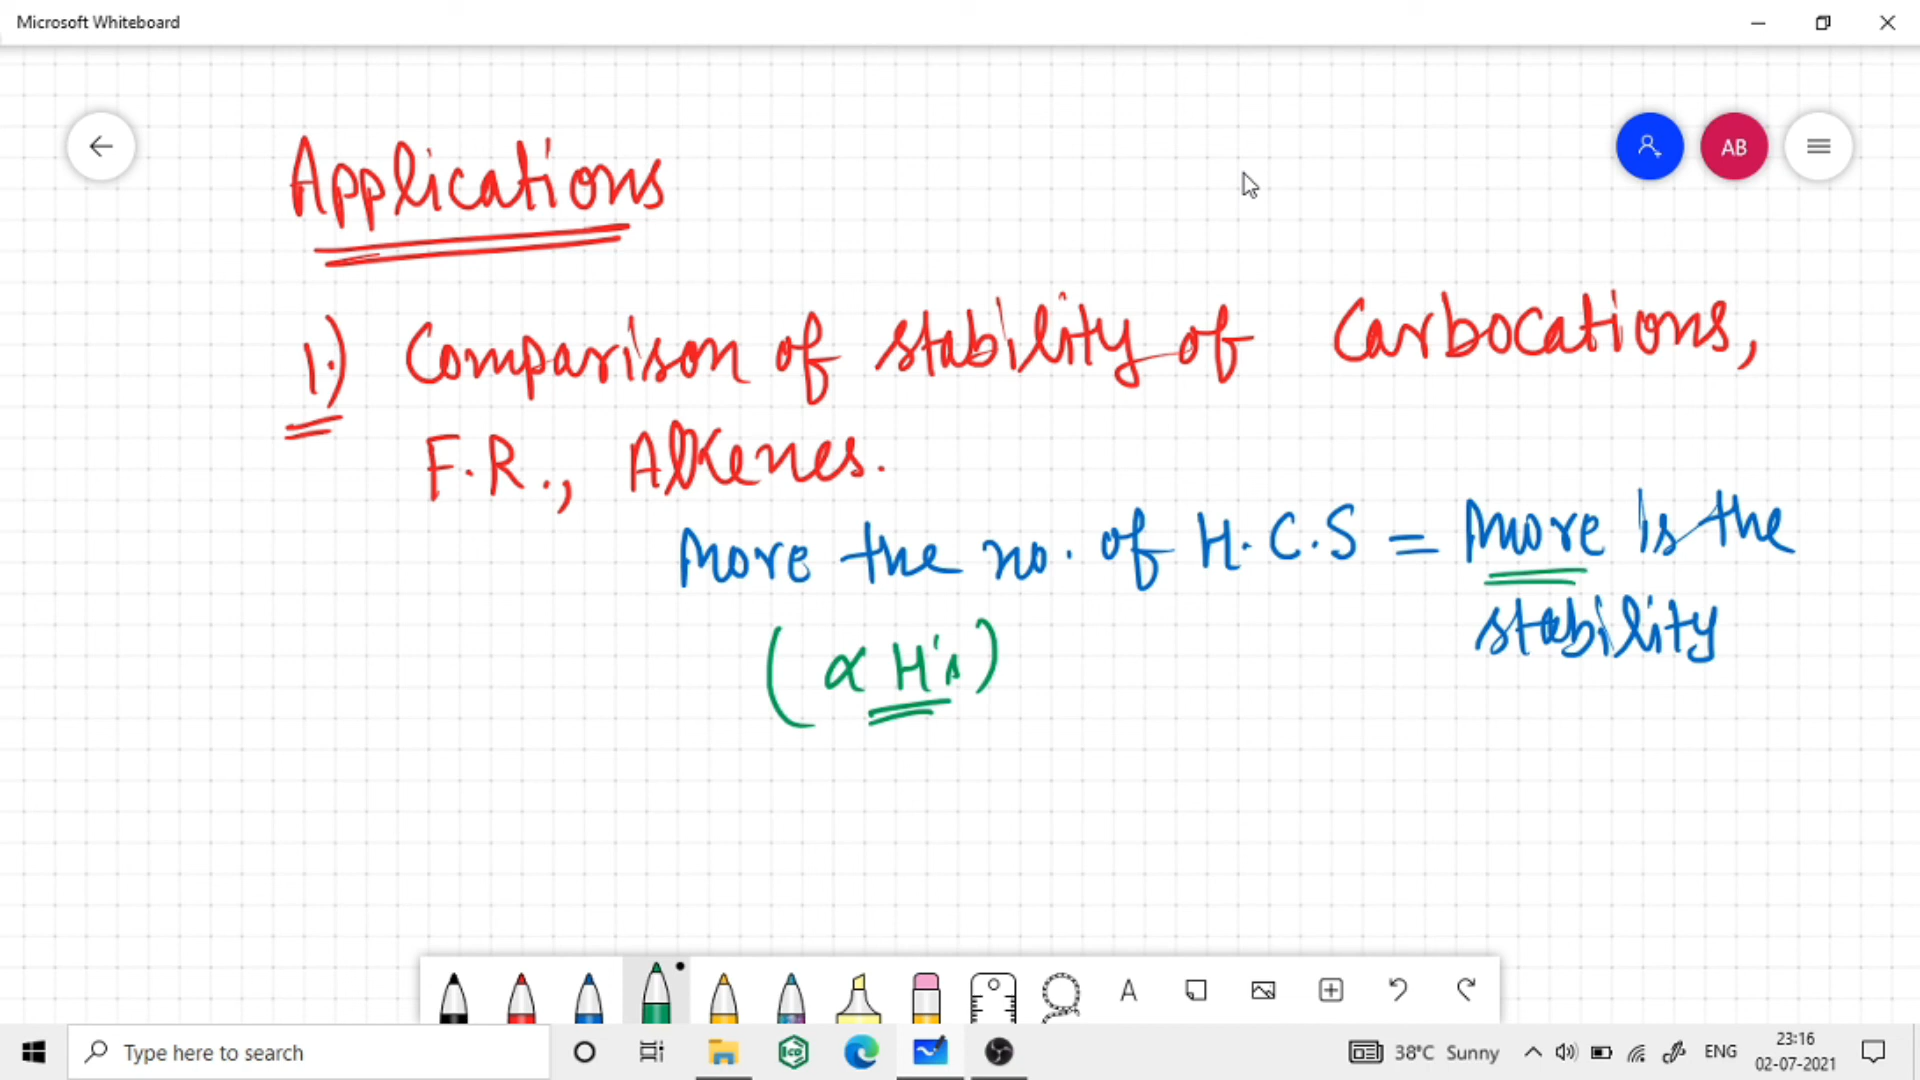 Microsoft Whiteboard
AB
Applications
1.) Comparison of stability of Carbocations,
F.R., Alkenes.
More the no. of H.C.S = More is the
stability
(α H's)
A
Type here to search
38°C Sunny
ENG
23:16
02-07-2021